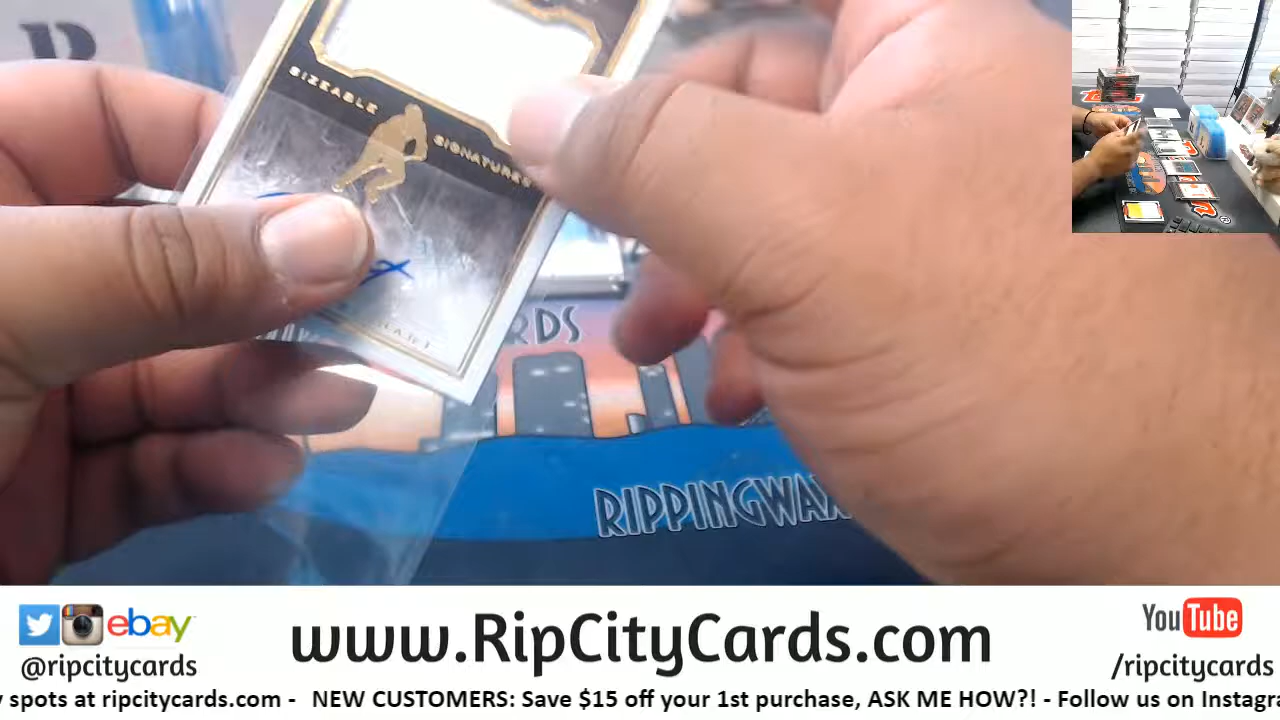 SIZEABLE SIGNATURES
RDS
RIPPINGWAX
ebay
@ripcitycards
www.RipCityCards.com
YouTube
/ripcitycards
y spots at ripcitycards.com - NEW CUSTOMERS: Save $15 off your 1st purchase, ASK ME HOW?! - Follow us on Instagra